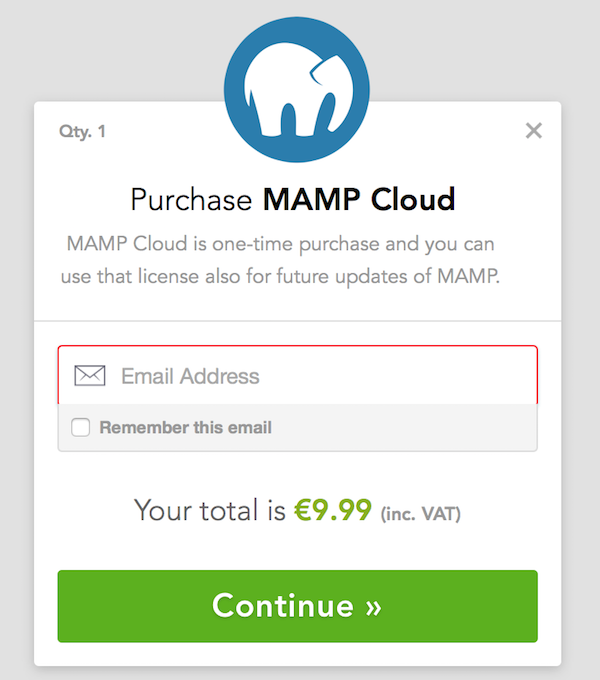 Qty. 1
Purchase MAMP Cloud
MAMP Cloud is one-time purchase and you can
use that license also for future updates of MAMP.
Email Address
Remember this email
Your total is €9.99 (inc. VAT)
Continue »